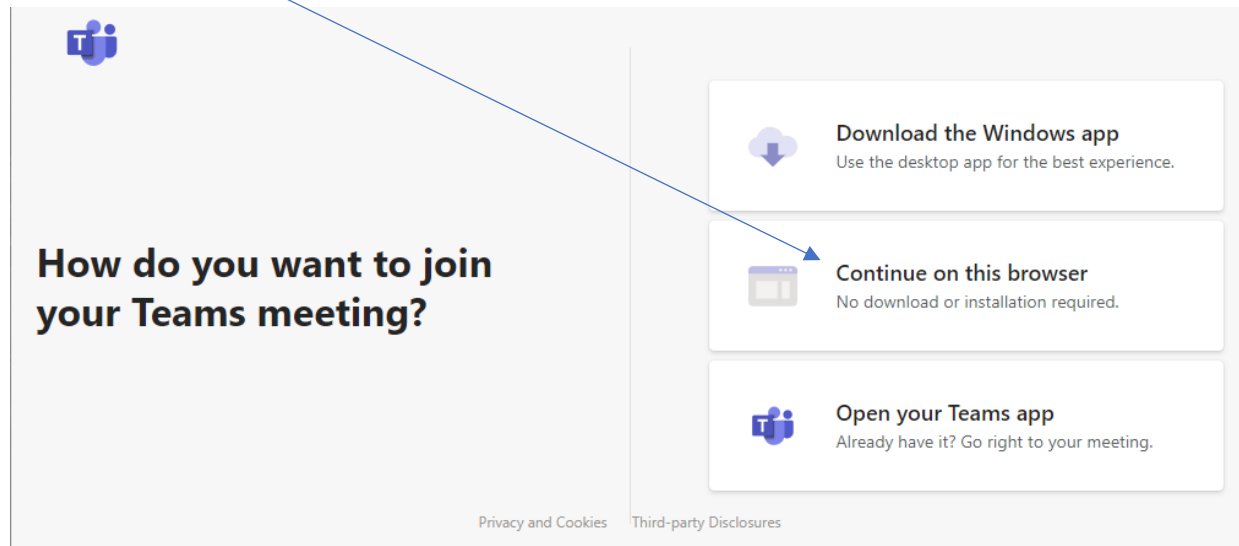 T
How do you want to join
your Teams meeting?
Download the Windows app
Use the desktop app for the best experience.
Continue on this browser
No download or installation required.
T
Open your Teams app
Already have it? Go right to your meeting.
Privacy and Cookies
Third-party Disclosures